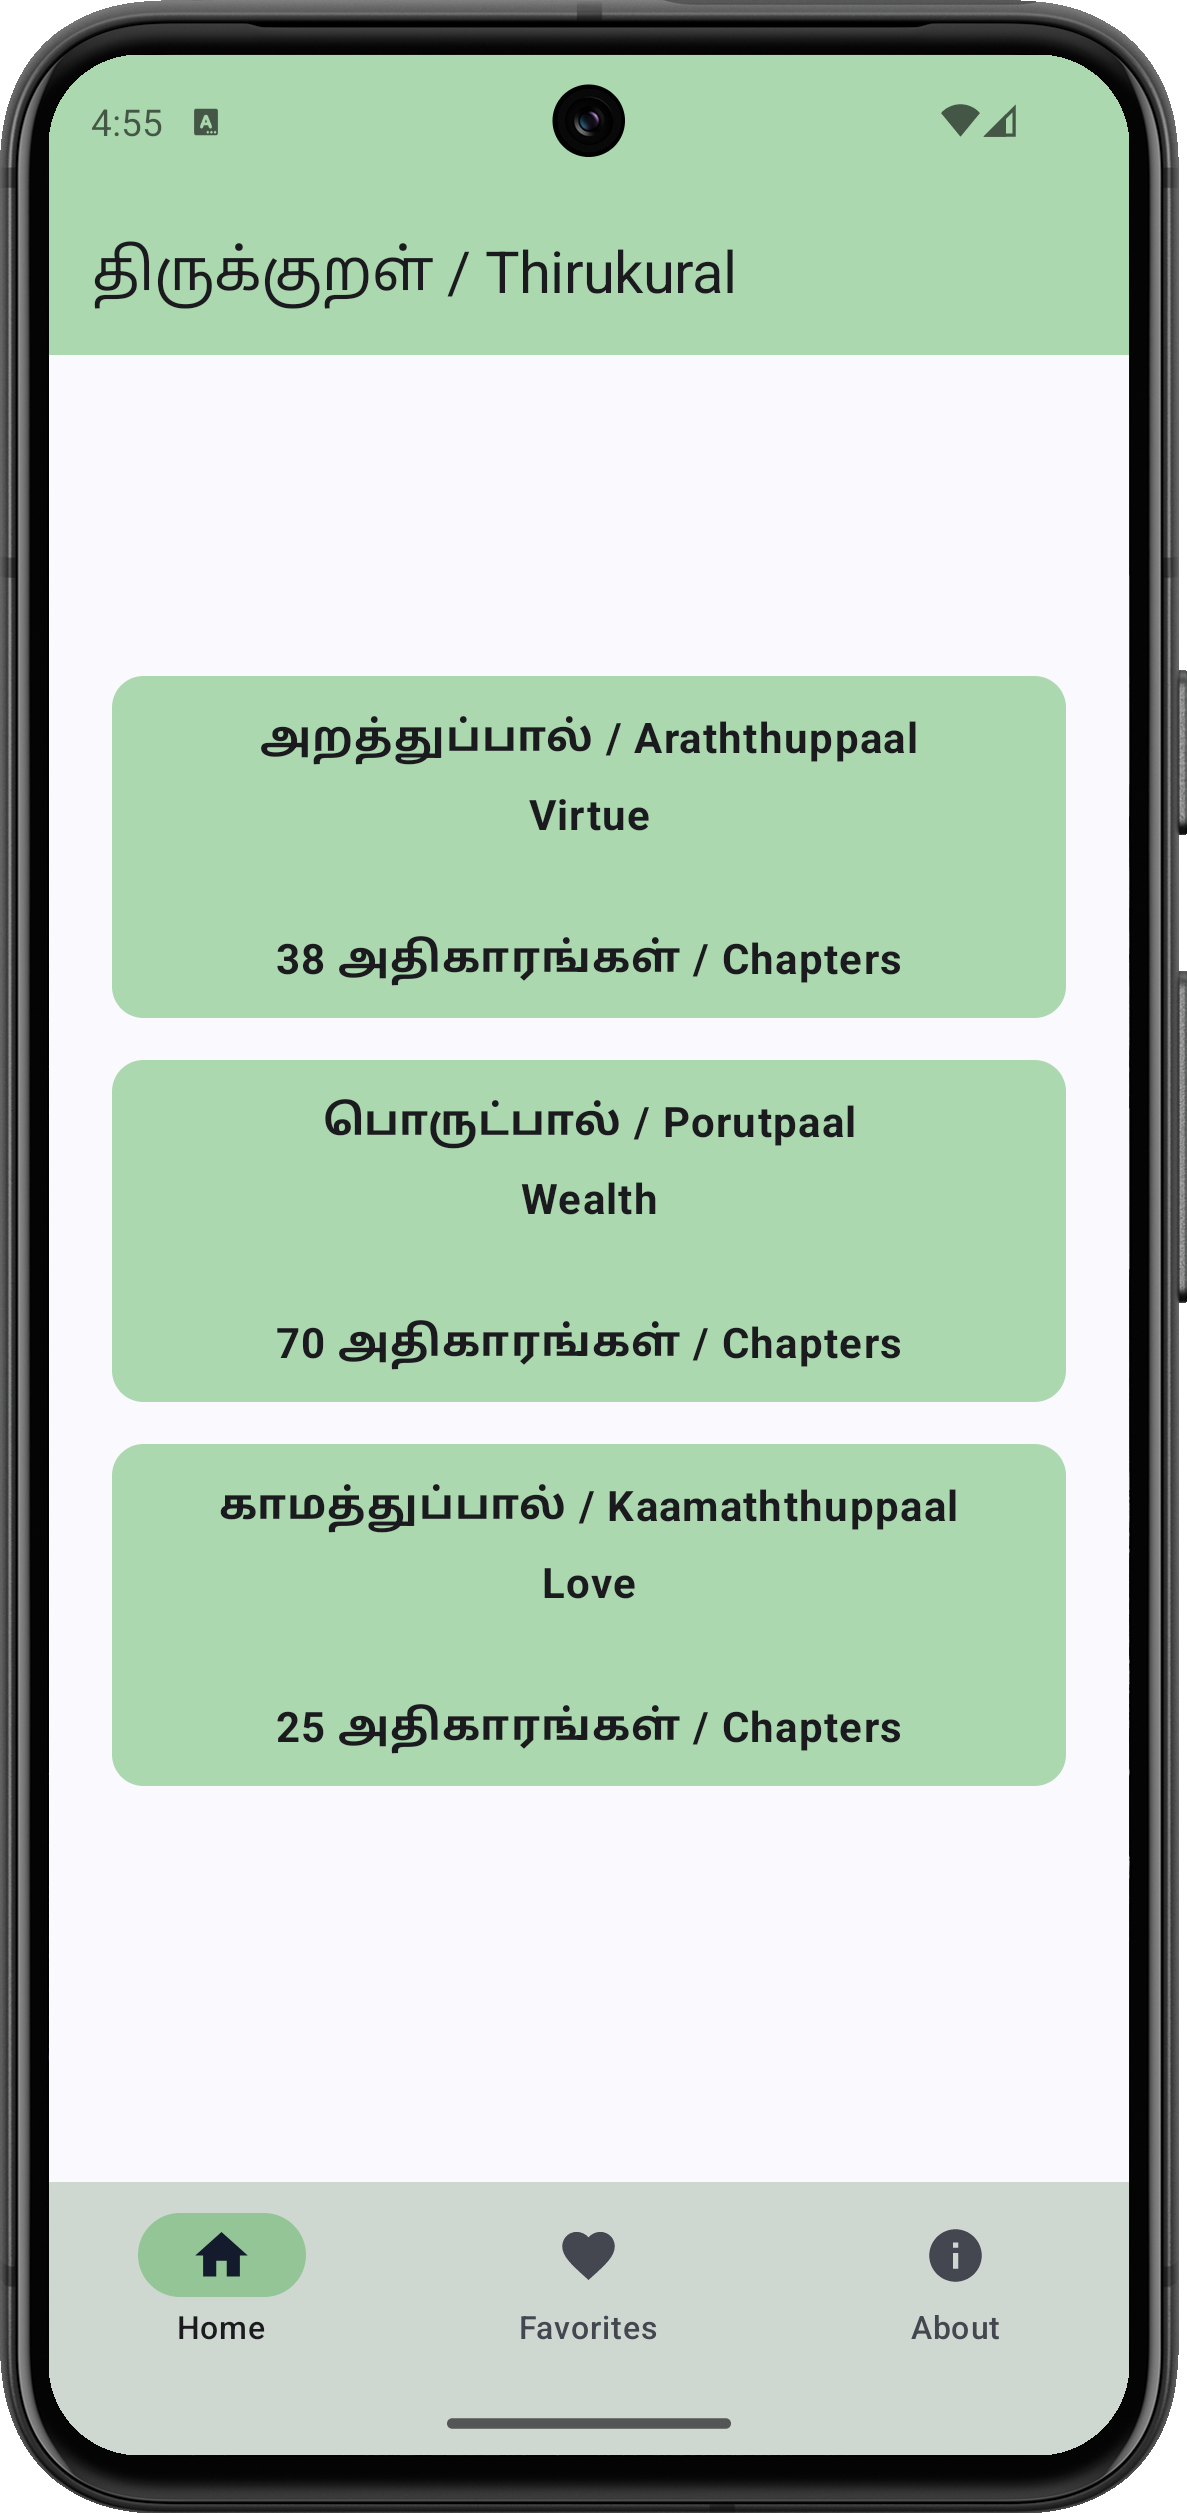 4:55
திருக்குறள் / Thirukural
அறத்துப்பால் / Araththuppaal
Virtue
38 அதிகாரங்கள் / Chapters
பொருட்பால் / Porutpaal
Wealth
70 அதிகாரங்கள் / Chapters
காமத்துப்பால் / Kaamaththuppaal
Love
25 அதிகாரங்கள் / Chapters
Home
Favorites
About